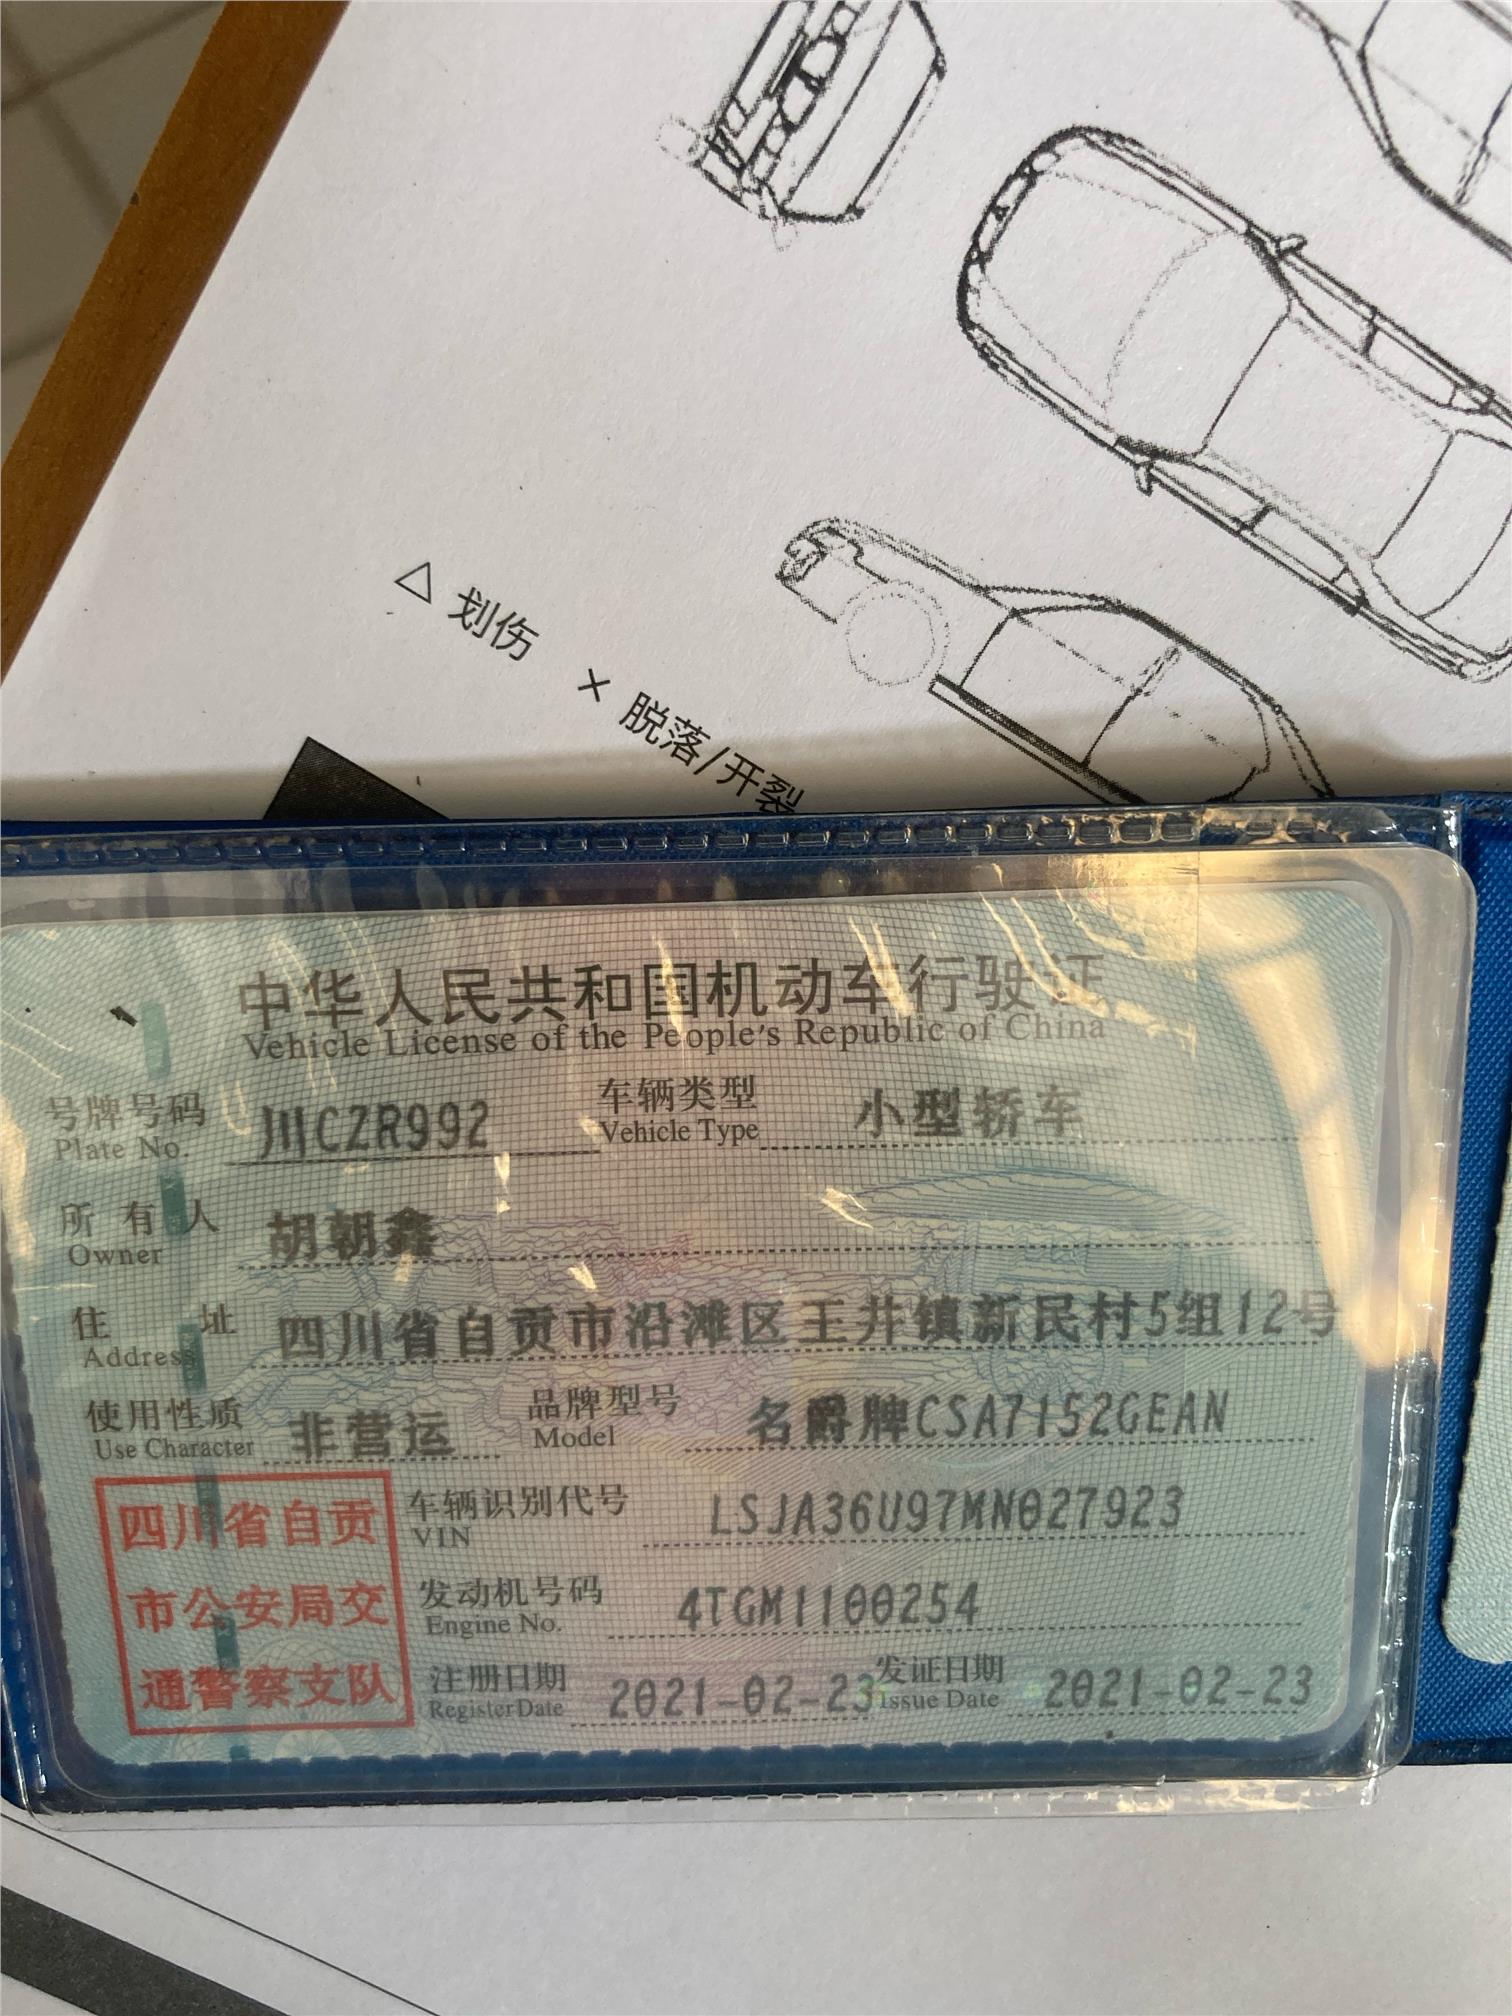 △ 划伤 × 脱落/开裂
中华人民共和国机动车行驶证
Vehicle License of the People's Republic of China
号牌号码 川CZR992 车辆类型 小型轿车
Plate No. Vehicle Type
所有人 胡朝鑫
Owner
住址 四川省自贡市沿滩区王井镇新民村5组12号
Address
使用性质 非营运 品牌型号 名爵牌CSA7152GEAN
Use Character Model
四川省自贡 车辆识别代号 LSJA36U97MN027923
VIN
市公安局交 发动机号码 4TGM1100254
Engine No.
通警察支队 注册日期 2021-02-23 发证日期 2021-02-23
Register Date Issue Date